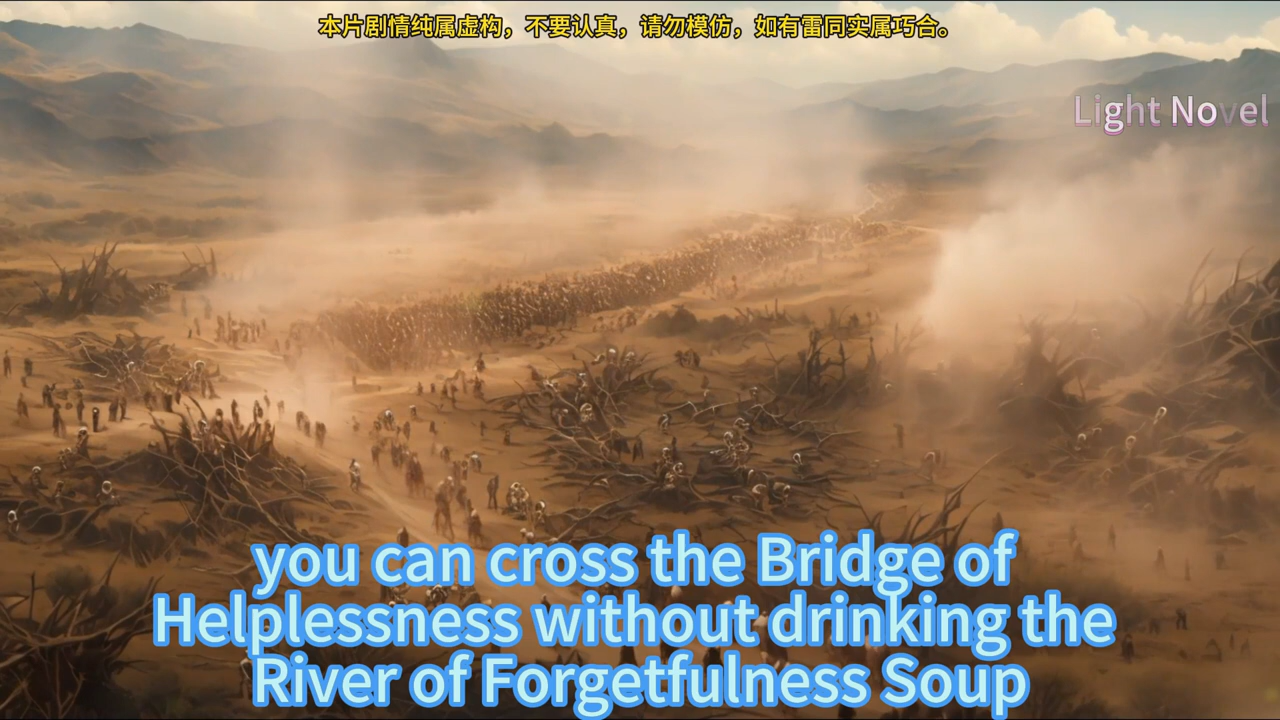 本片剧情纯属虚构，不要认真，请勿模仿，如有雷同实属巧合。
Light Novel
you can cross the Bridge of
Helplessness without drinking the
River of Forgetfulness Soup